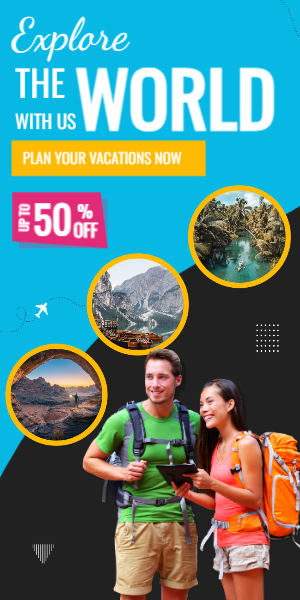 Explore
THE WORLD
WITH US
PLAN YOUR VACATIONS NOW
UP TO 50% OFF